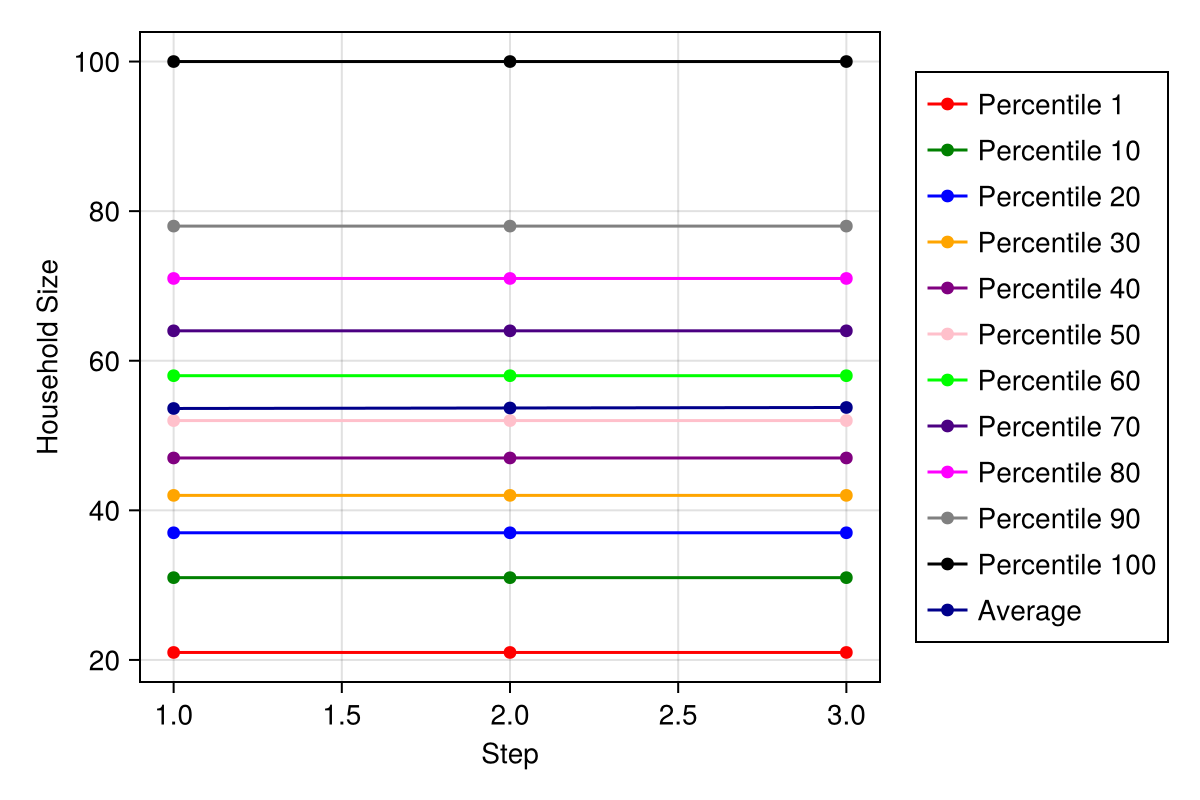 Household Size
100
80
60
40
20
1.0 1.5 2.0 2.5 3.0
Step
Percentile 1
Percentile 10
Percentile 20
Percentile 30
Percentile 40
Percentile 50
Percentile 60
Percentile 70
Percentile 80
Percentile 90
Percentile 100
Average